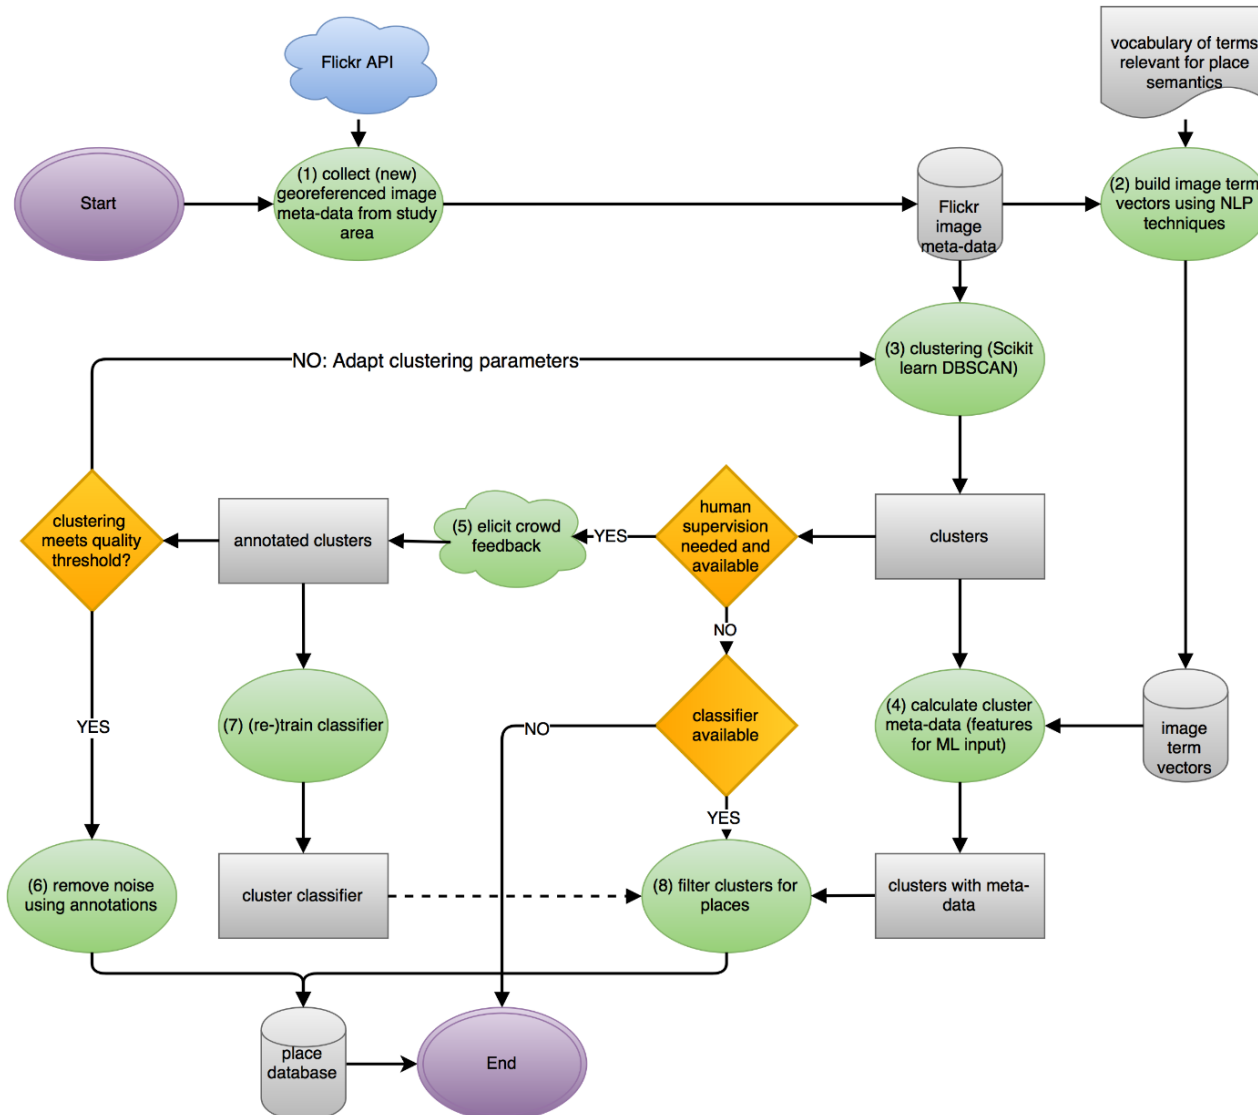 Flickr API
vocabulary of terms
relevant for place
semantics
Start
(1) collect (new)
georeferenced image
meta-data from study
area
Flickr
image
meta-data
(2) build image term
vectors using NLP
techniques
NO: Adapt clustering parameters
(3) clustering (Scikit
learn DBSCAN)
clustering
meets quality
threshold?
annotated clusters
(5) elicit crowd
feedback
YES
human
supervision
needed and
available
clusters
NO
YES
(7) (re-)train classifier
NO
classifier
available
(4) calculate cluster
meta-data (features
for ML input)
image
term
vectors
YES
(6) remove noise
using annotations
cluster classifier
(8) filter clusters for
places
clusters with meta-
data
place
database
End